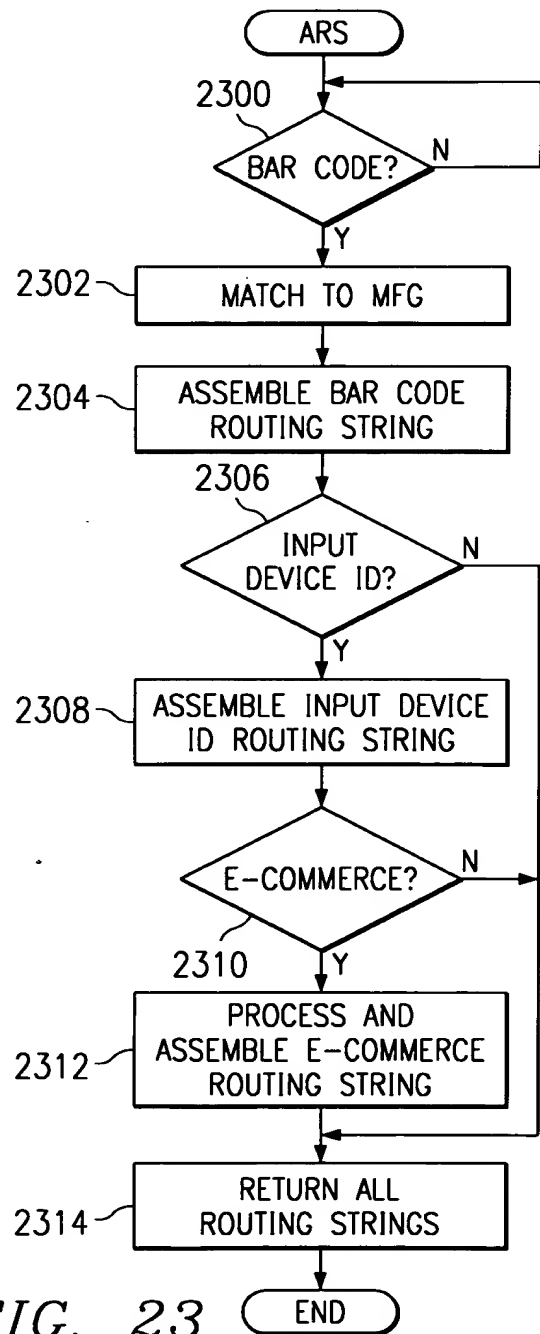 ARS
2300
BAR CODE?
N
Y
2302
MATCH TO MFG
2304
ASSEMBLE BAR CODE
ROUTING STRING
2306
INPUT
DEVICE ID?
N
Y
2308
ASSEMBLE INPUT DEVICE
ID ROUTING STRING
E-COMMERCE?
N
2310
Y
2312
PROCESS AND
ASSEMBLE E-COMMERCE
ROUTING STRING
2314
RETURN ALL
ROUTING STRINGS
FIG. 23
END